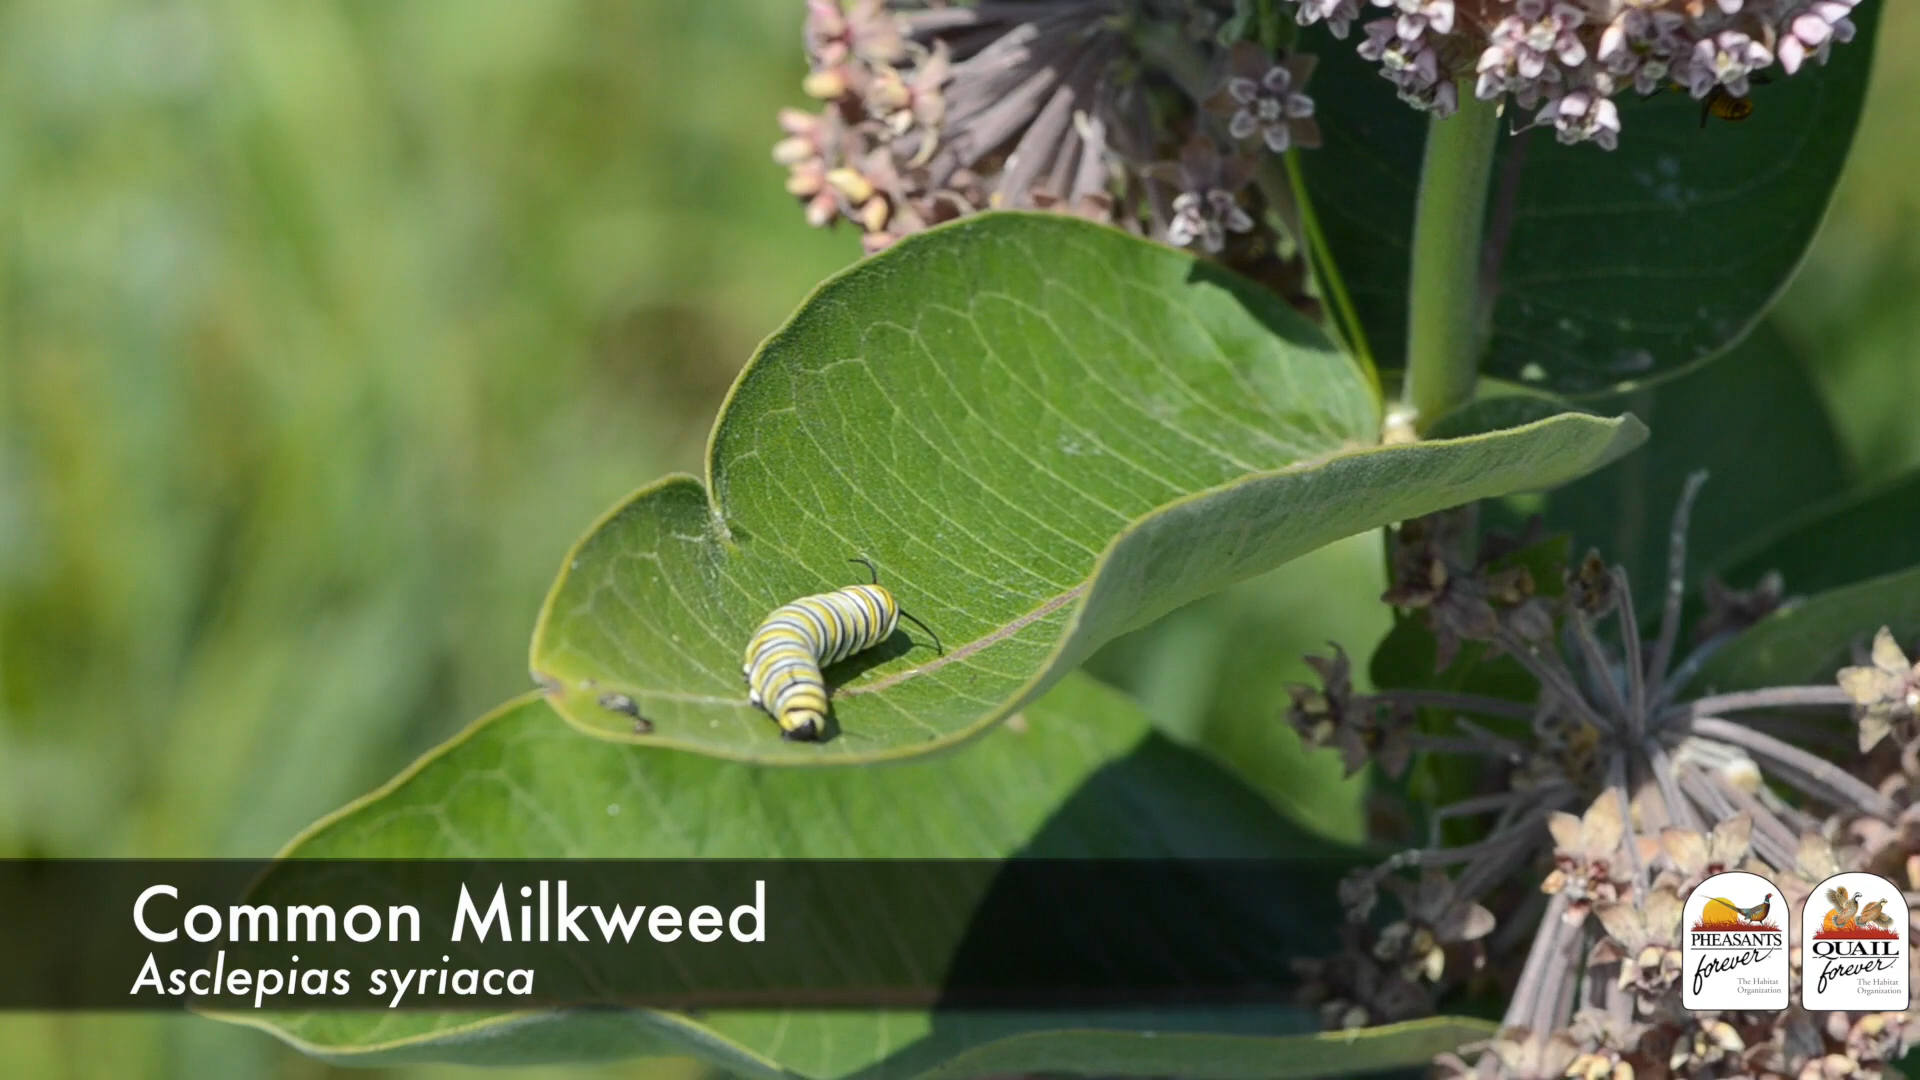 Common Milkweed
Asclepias syriaca
PHEASANTS
forever
The Habitat
Organization
QUAIL
forever
The Habitat
Organization